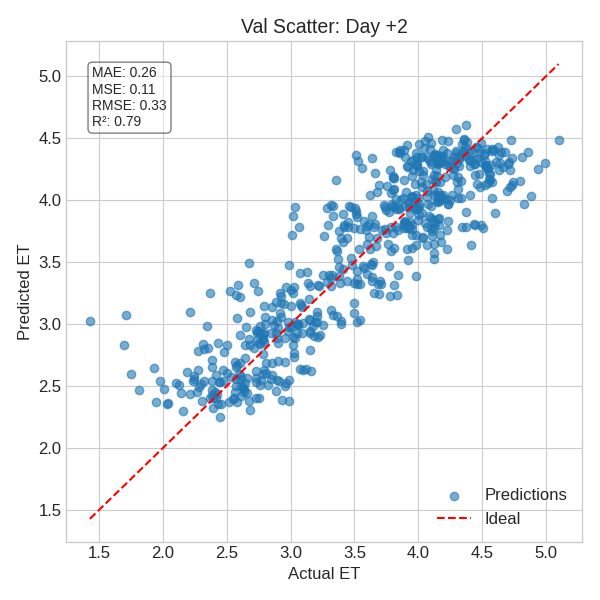 Val Scatter: Day +2
MAE: 0.26
MSE: 0.11
RMSE: 0.33
R²: 0.79
5.0
4.5
4.0
3.5
3.0
2.5
2.0
1.5
Predicted ET
Predictions
Ideal
1.5 2.0 2.5 3.0 3.5 4.0 4.5 5.0
Actual ET